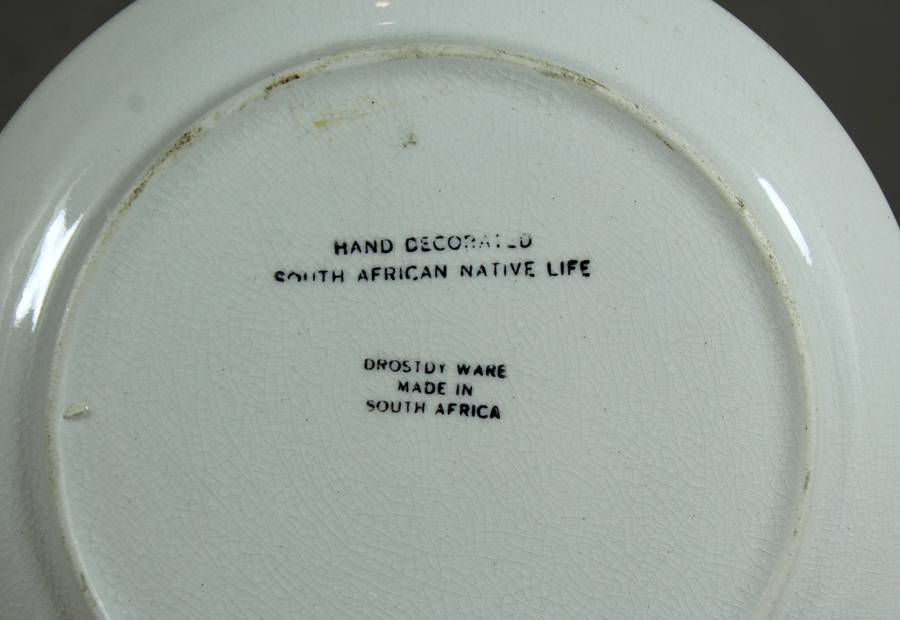 HAND DECORATED
SOUTH AFRICAN NATIVE LIFE
DROSTDY WARE
MADE IN
SOUTH AFRICA